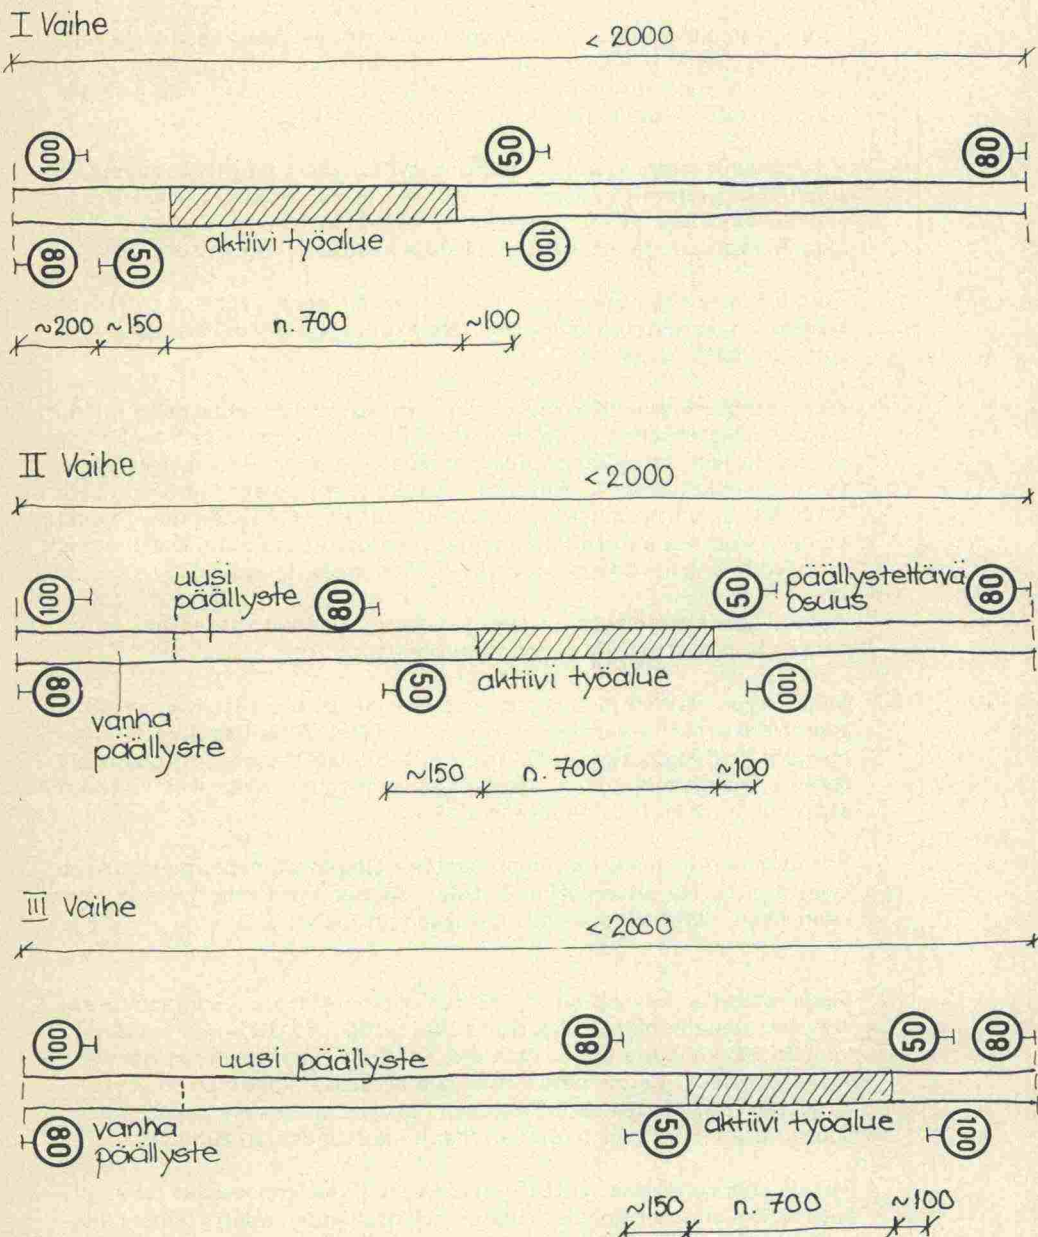 I Vaihe
< 2000
100
50
80
80
50
aktiivi työalue
100
~200
~150
n. 700
~100
II Vaihe
< 2000
100
uusi
päällyste
80
50
päällystettävä
osuus
80
80
vanha
päällyste
50
aktiivi työalue
100
~150
n. 700
~100
III Vaihe
< 2000
100
uusi päällyste
80
50
80
80
vanha
päällyste
50
aktiivi työalue
100
~150
n. 700
~100